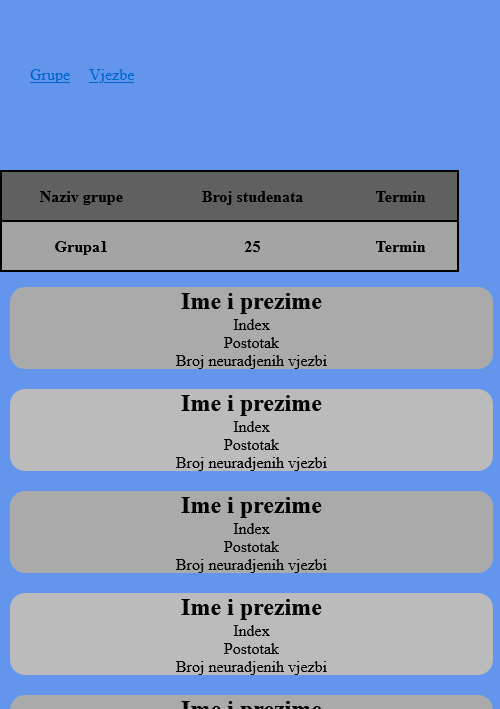 Grupe Vjezbe
Naziv grupe Broj studenata Termin
Grupa1 25 Termin
Ime i prezime
Index
Postotak
Broj neuradjenih vjezbi
Ime i prezime
Index
Postotak
Broj neuradjenih vjezbi
Ime i prezime
Index
Postotak
Broj neuradjenih vjezbi
Ime i prezime
Index
Postotak
Broj neuradjenih vjezbi
Ime i prezime